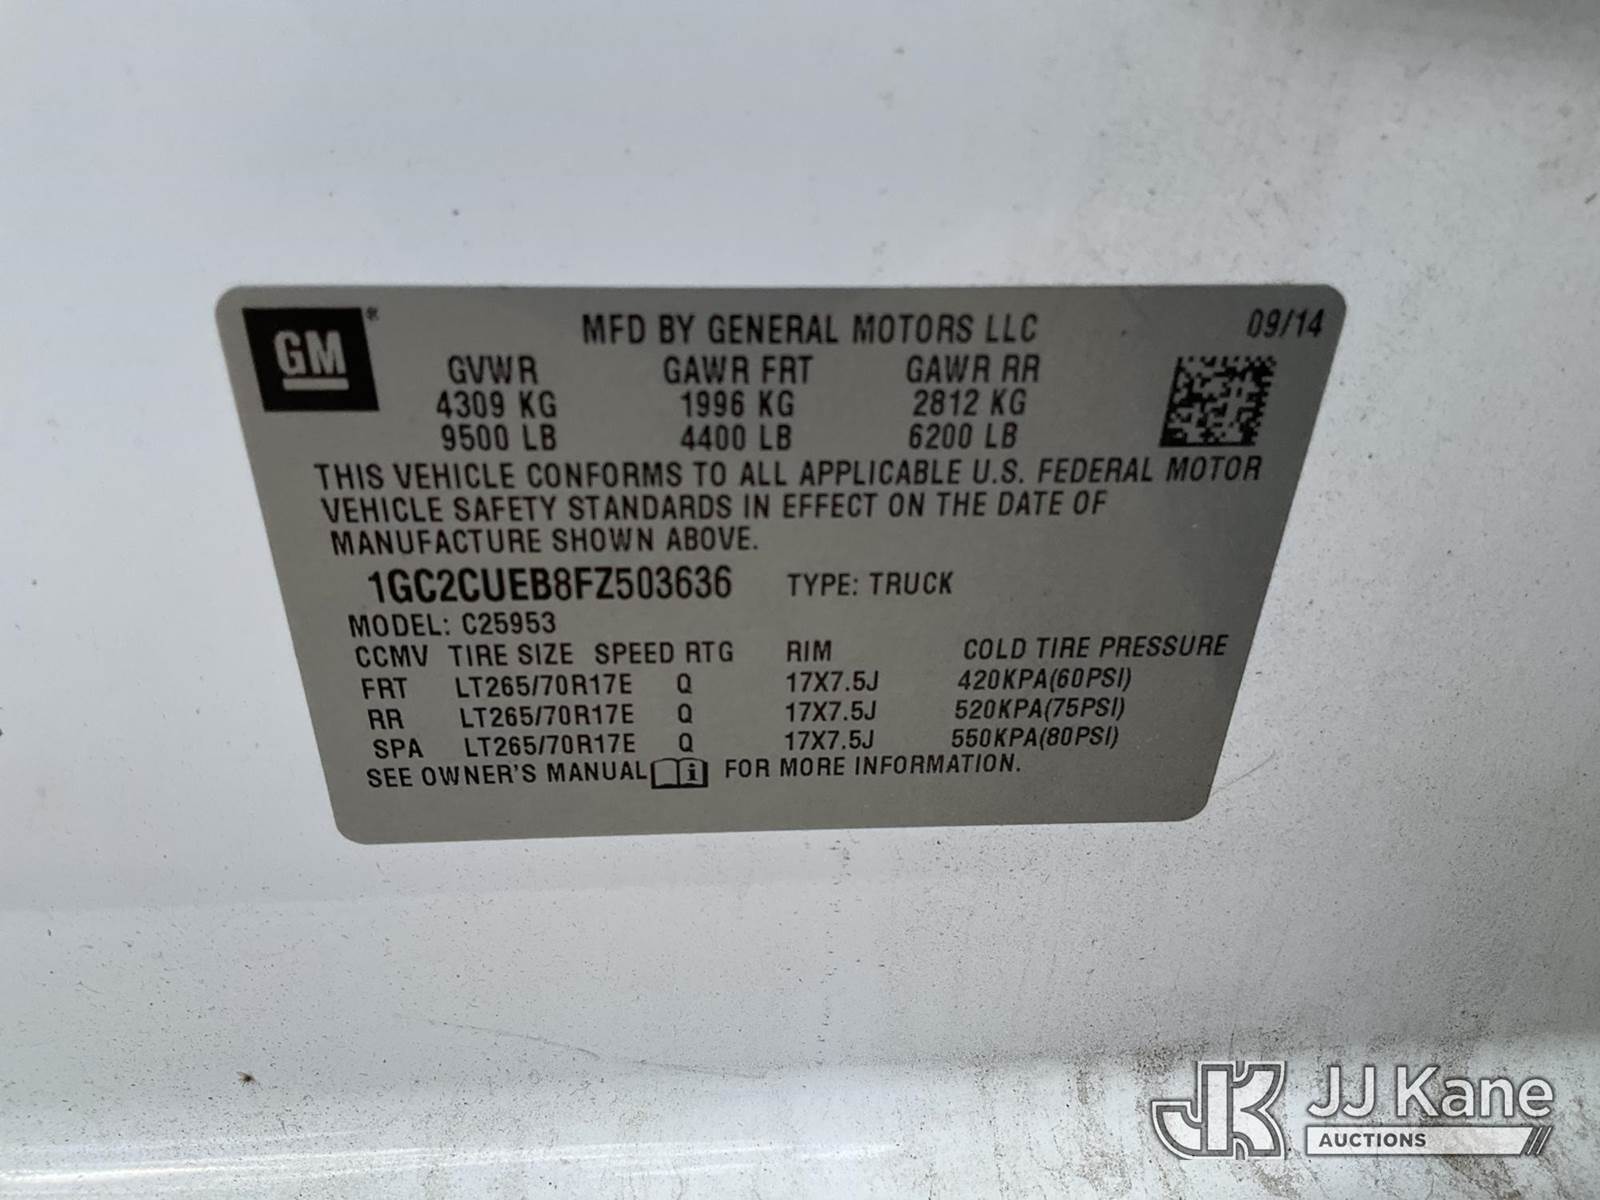 GM® MFD BY GENERAL MOTORS LLC 09/14
GVWR GAWR FRT GAWR RR
4309 KG 1996 KG 2812 KG
9500 LB 4400 LB 6200 LB
THIS VEHICLE CONFORMS TO ALL APPLICABLE U.S. FEDERAL MOTOR
VEHICLE SAFETY STANDARDS IN EFFECT ON THE DATE OF
MANUFACTURE SHOWN ABOVE.
1GC2CUEB8FZ503636 TYPE: TRUCK
MODEL: C25953
CCMV TIRE SIZE SPEED RTG RIM COLD TIRE PRESSURE
FRT LT265/70R17E Q 17X7.5J 420KPA(60PSI)
RR LT265/70R17E Q 17X7.5J 520KPA(75PSI)
SPA LT265/70R17E Q 17X7.5J 550KPA(80PSI)
SEE OWNER'S MANUAL FOR MORE INFORMATION.
JK JJ Kane
AUCTIONS